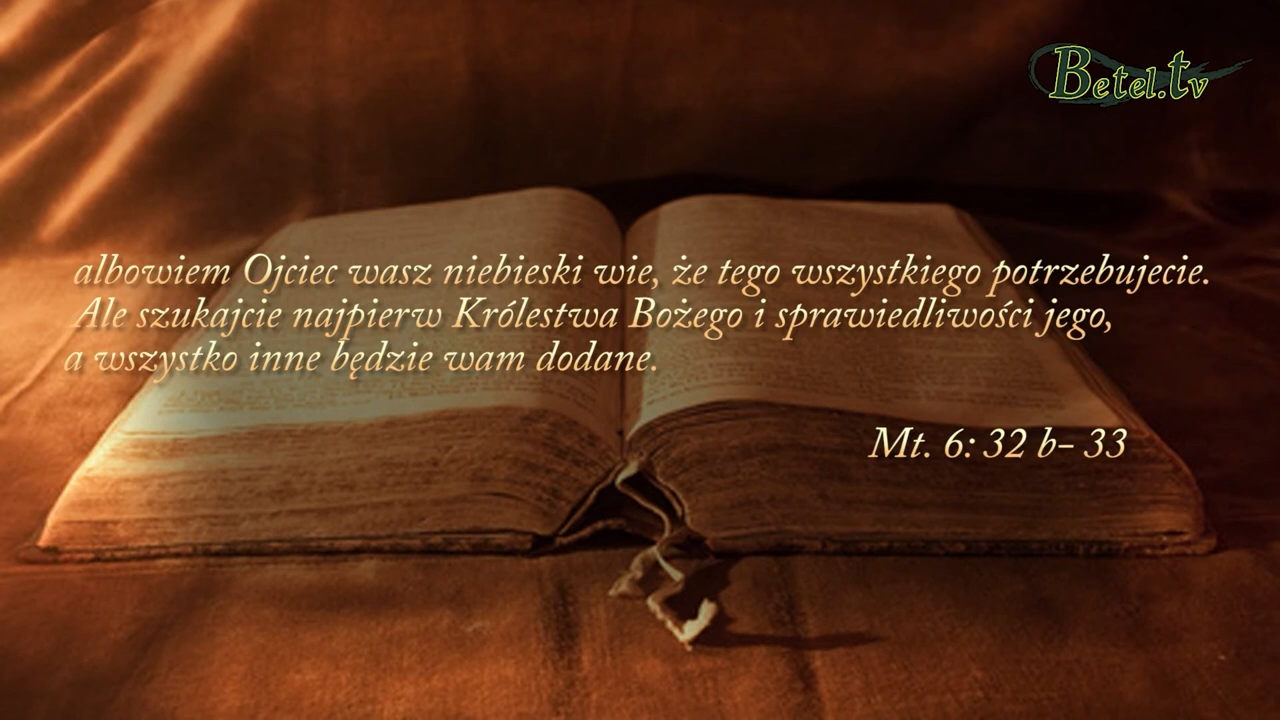 Betel.tv
albowiem Ojciec wasz niebieski wie, że tego wszystkiego potrzebujecie.
Ale szukajcie najpierw Królestwa Bożego i sprawiedliwości jego,
a wszystko inne będzie wam dodane.
Mt. 6: 32 b– 33